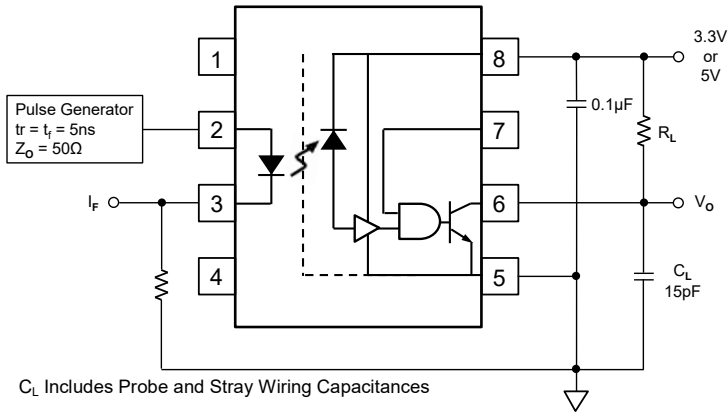 1
2
3
4
8
7
6
5
Pulse Generator
tr = tf = 5ns
ZO = 50Ω
IF
3.3V
or
5V
0.1µF
RL
VO
CL
15pF
CL Includes Probe and Stray Wiring Capacitances